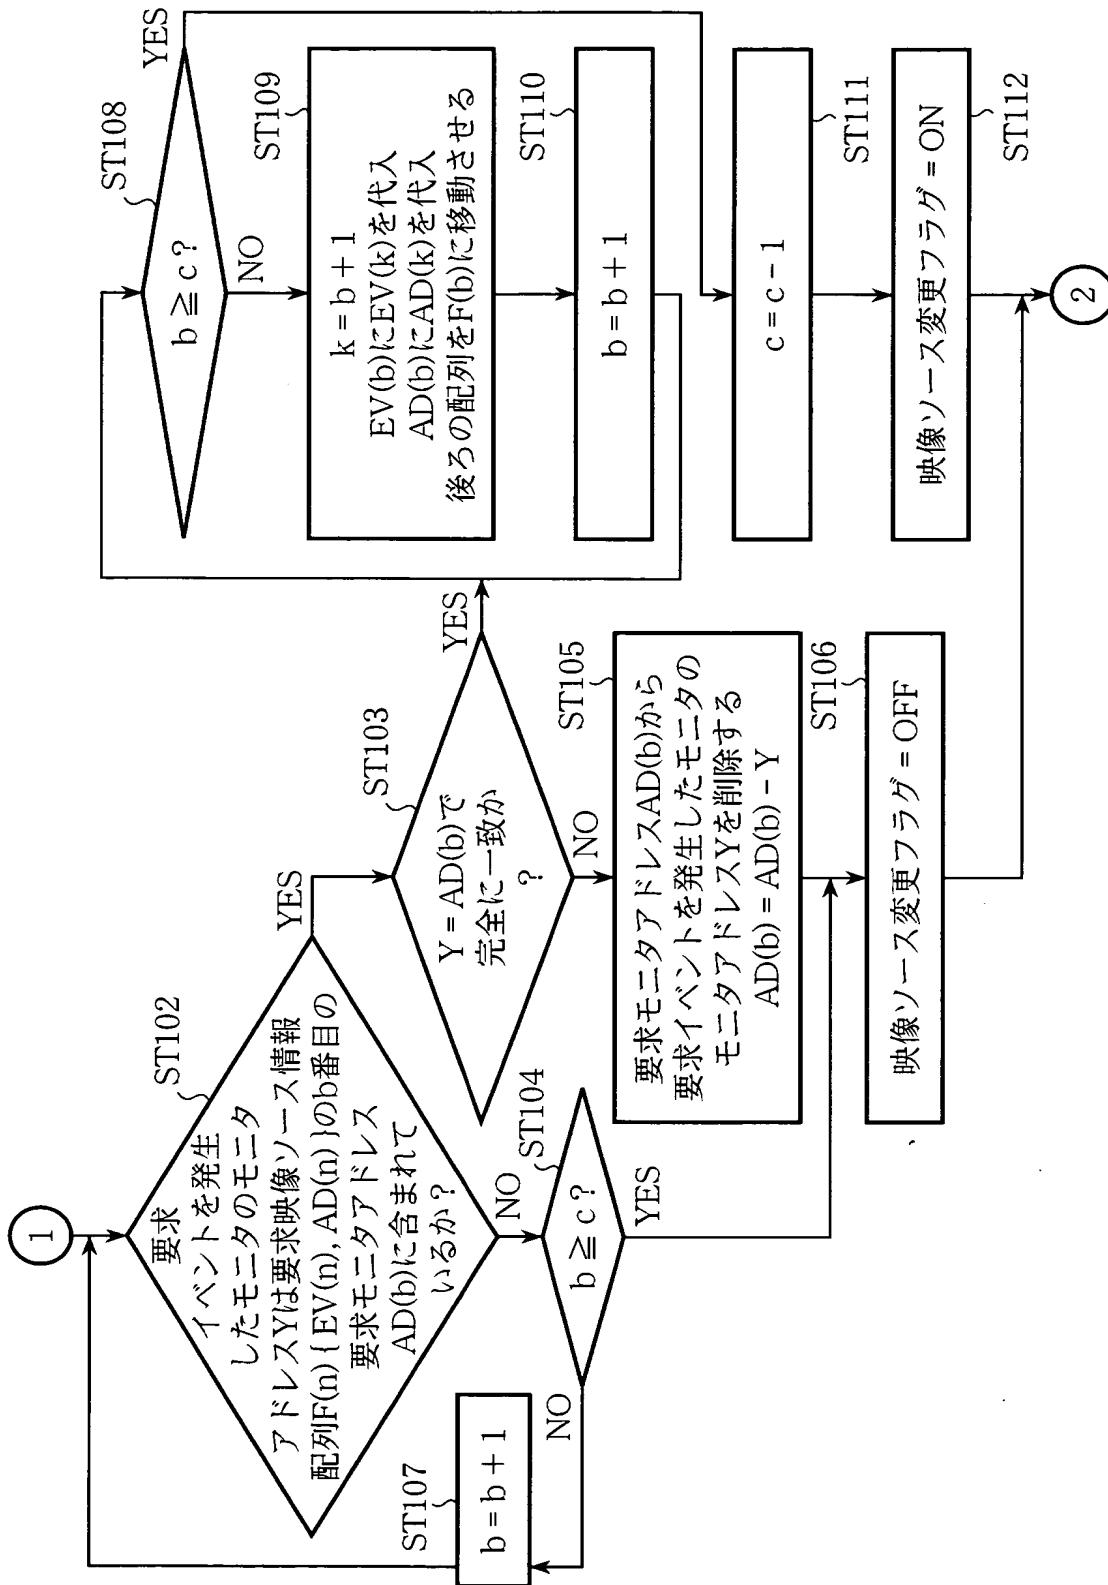 1
ST102
要求
イベントを発生
したモニタのモニタ
アドレスYは要求映像ソース情報
配列F(n) { EV(n), AD(n) }のb番目の
要求モニタアドレス
AD(b)に含まれて
いるか?
YES
NO
ST103
Y = AD(b)で
完全に一致か
?
YES
NO
ST104
b ≧ c ?
YES
NO
ST107
b = b + 1
ST105
要求モニタアドレスAD(b)から
要求イベントを発生したモニタの
モニタアドレスYを削除する
AD(b) = AD(b) - Y
ST106
映像ソース変更フラグ = OFF
ST108
b ≧ c ?
YES
NO
ST109
k = b + 1
EV(b)にEV(k)を代入
AD(b)にAD(k)を代入
後ろの配列をF(b)に移動させる
ST110
b = b + 1
ST111
c = c - 1
ST112
映像ソース変更フラグ = ON
2